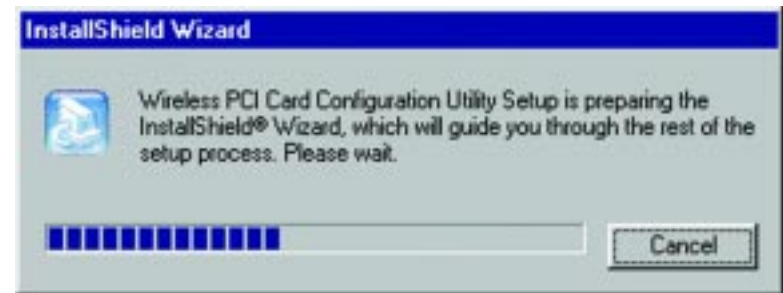 InstallShield Wizard
Wireless PCI Card Configuration Utility Setup is preparing the
InstallShield® Wizard, which will guide you through the rest of the
setup process. Please wait.
Cancel